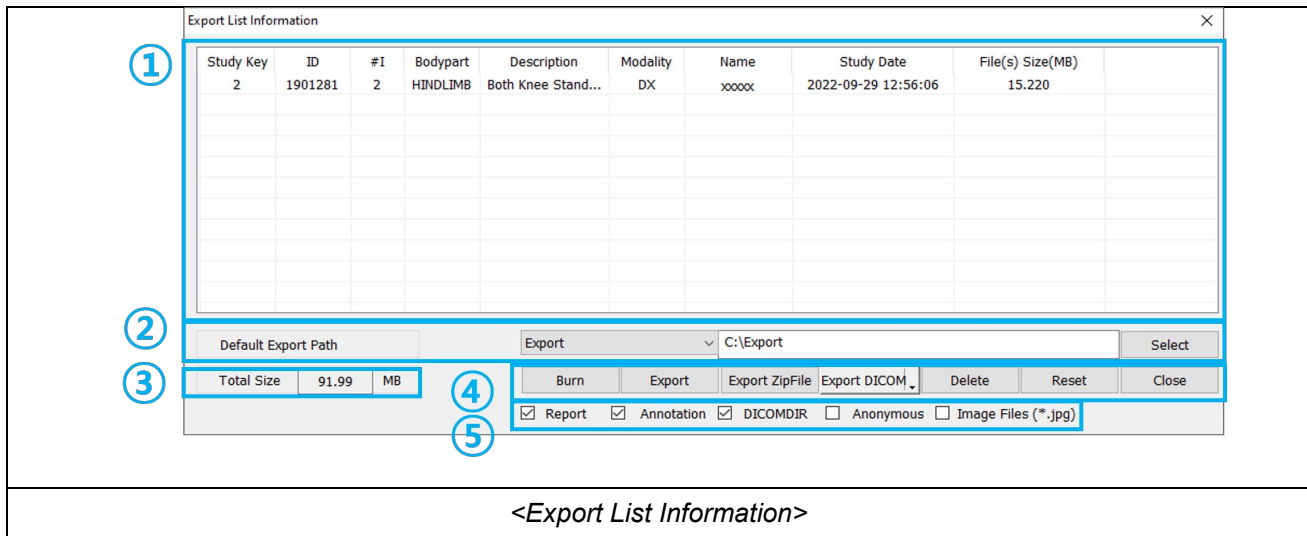 Export List Information
①
Study Key ID #I Bodypart Description Modality Name Study Date File(s) Size(MB)
2 1901281 2 HINDLIMB Both Knee Stand... DX xxxxx 2022-09-29 12:56:06 15.220
②
Default Export Path Export C:\Export Select
③
Total Size 91.99 MB
④
Burn Export Export ZipFile Export DICOM Delete Reset Close
⑤
Report Annotation DICOMDIR Anonymous Image Files (*.jpg)
<Export List Information>